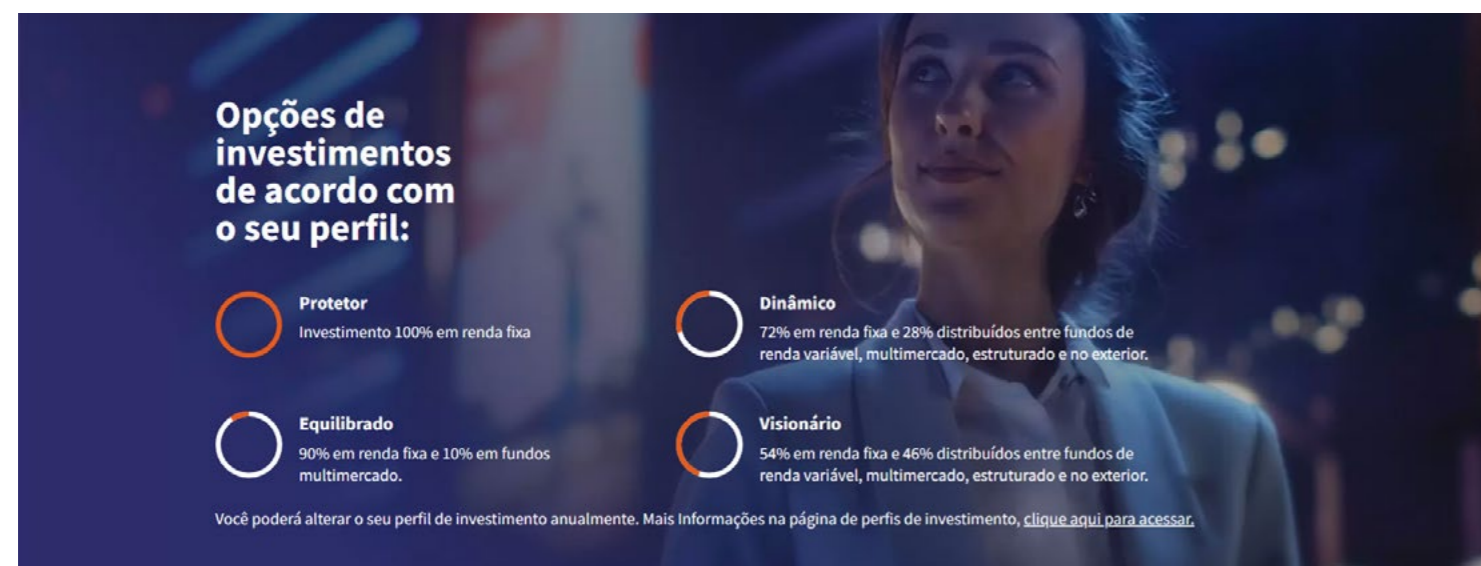 Opções de
investimentos
de acordo com
o seu perfil:
Protetor
Investimento 100% em renda fixa
Dinâmico
72% em renda fixa e 28% distribuídos entre fundos de
renda variável, multimercado, estruturado e no exterior.
Equilibrado
90% em renda fixa e 10% em fundos
multimercado.
Visionário
54% em renda fixa e 46% distribuídos entre fundos de
renda variável, multimercado, estruturado e no exterior.
Você poderá alterar o seu perfil de investimento anualmente. Mais Informações na página de perfis de investimento, clique aqui para acessar.